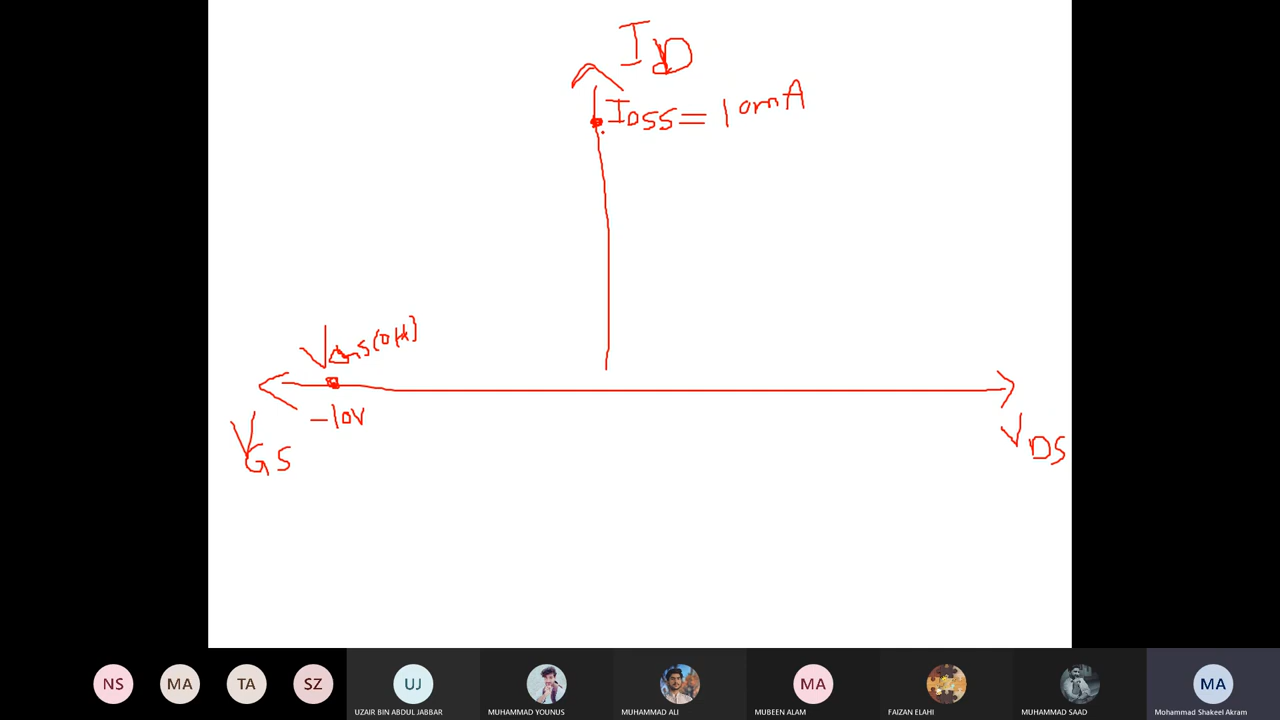 ID
IDSS = 10mA
VGS(off)
-10V
VGS
VDS
NS
MA
TA
SZ
UJ
MA
MA
UZAIR BIN ABDUL JABBAR
MUHAMMAD YOUNUS
MUHAMMAD ALI
MUBEEN ALAM
FAIZAN ELAHI
MUHAMMAD SAAD
Mohammad Shakeel Akram